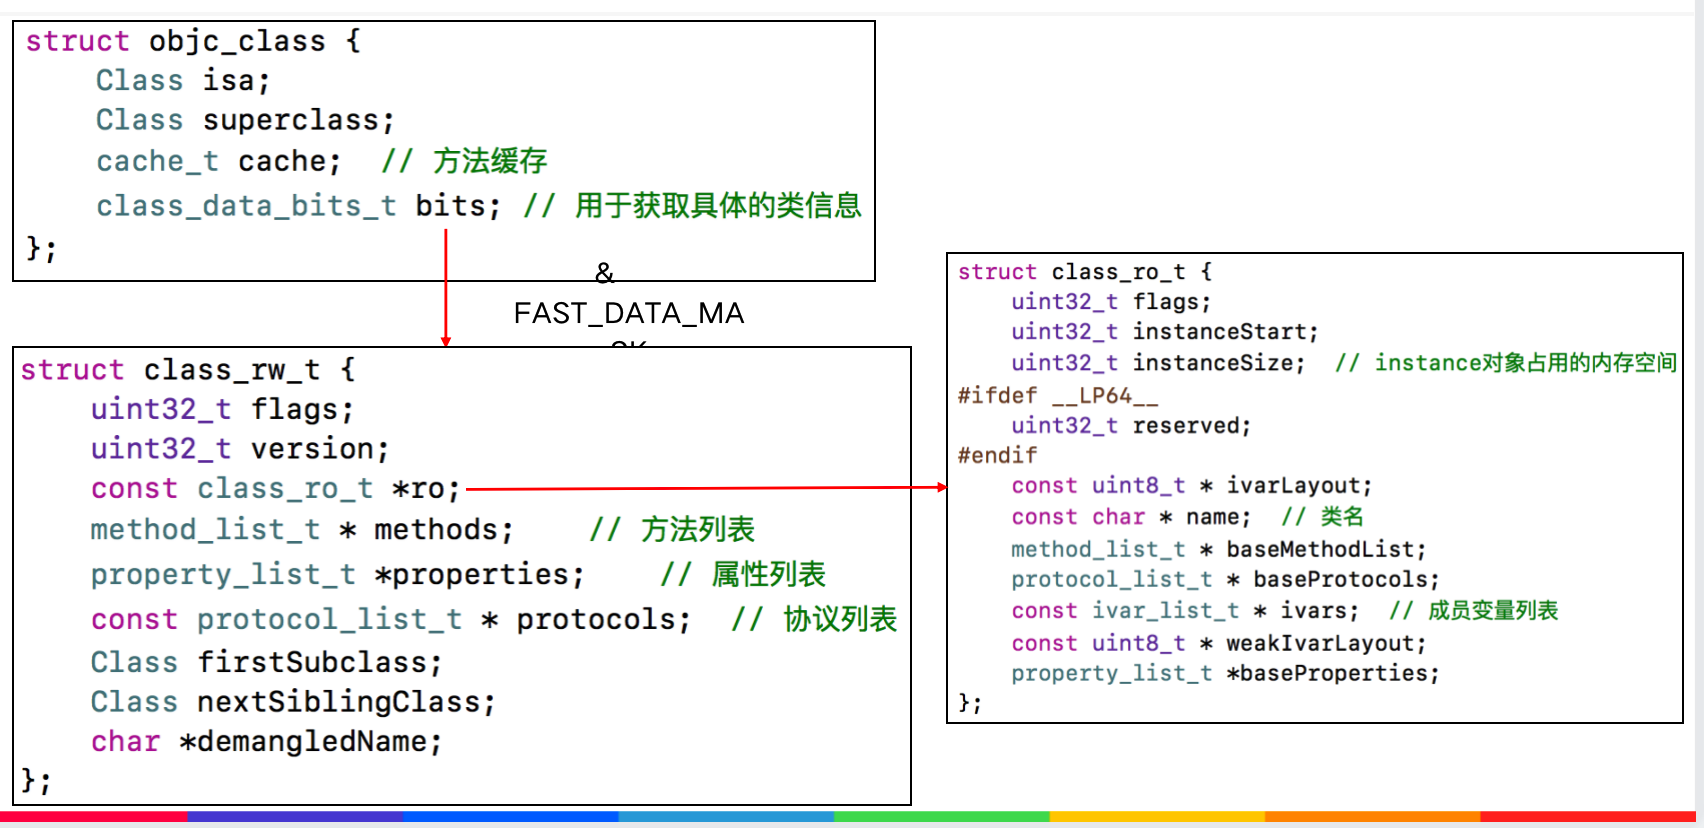 struct objc_class {
    Class isa;
    Class superclass;
    cache_t cache;  // 方法缓存
    class_data_bits_t bits; // 用于获取具体的类信息
};
&
FAST_DATA_MA
struct class_rw_t {
    uint32_t flags;
    uint32_t version;
    const class_ro_t *ro;
    method_list_t * methods;    // 方法列表
    property_list_t *properties;    // 属性列表
    const protocol_list_t * protocols;  // 协议列表
    Class firstSubclass;
    Class nextSiblingClass;
    char *demangledName;
};
struct class_ro_t {
    uint32_t flags;
    uint32_t instanceStart;
    uint32_t instanceSize;  // instance对象占用的内存空间
#ifdef __LP64__
    uint32_t reserved;
#endif
    const uint8_t * ivarLayout;
    const char * name;  // 类名
    method_list_t * baseMethodList;
    protocol_list_t * baseProtocols;
    const ivar_list_t * ivars;  // 成员变量列表
    const uint8_t * weakIvarLayout;
    property_list_t *baseProperties;
};